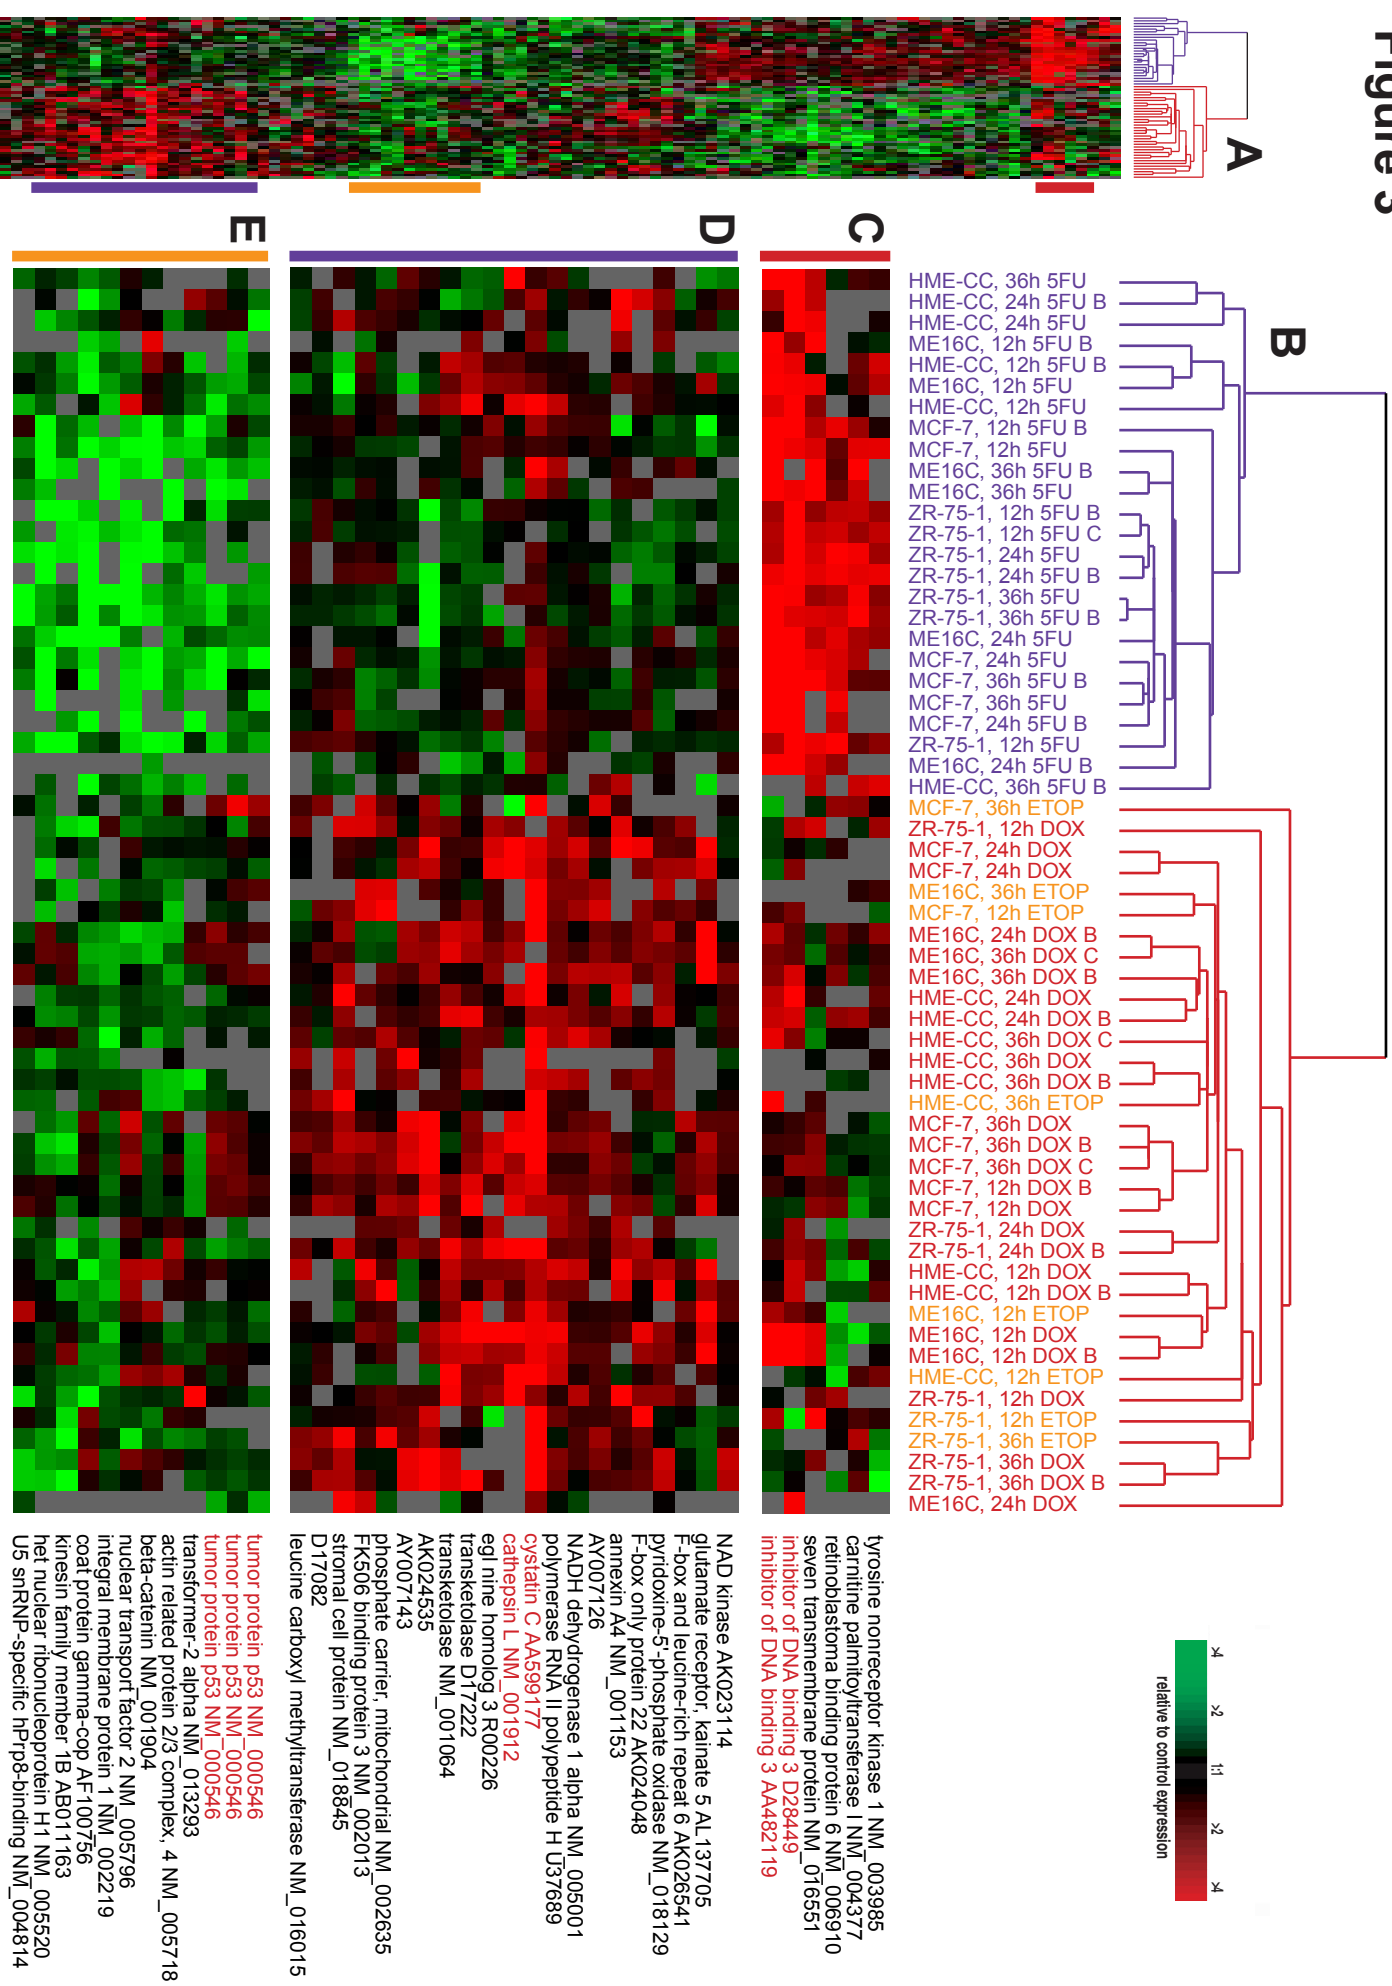 Figure 3
A
B
HME-CC, 36h 5FU
HME-CC, 24h 5FU B
HME-CC, 24h 5FU
ME16C, 12h 5FU B
HME-CC, 12h 5FU B
ME16C, 12h 5FU
HME-CC, 12h 5FU
MCF-7, 12h 5FU B
MCF-7, 12h 5FU
ME16C, 36h 5FU B
ME16C, 36h 5FU
ZR-75-1, 12h 5FU B
ZR-75-1, 12h 5FU C
ZR-75-1, 24h 5FU
ZR-75-1, 24h 5FU B
ZR-75-1, 36h 5FU
ZR-75-1, 36h 5FU B
ME16C, 24h 5FU
MCF-7, 24h 5FU
MCF-7, 36h 5FU B
MCF-7, 36h 5FU
MCF-7, 24h 5FU B
ZR-75-1, 12h 5FU
ME16C, 24h 5FU B
HME-CC, 36h 5FU B
MCF-7, 36h ETOP
ZR-75-1, 12h DOX
MCF-7, 24h DOX
MCF-7, 24h DOX
ME16C, 36h ETOP
MCF-7, 12h ETOP
ME16C, 24h DOX B
ME16C, 36h DOX C
ME16C, 36h DOX B
HME-CC, 24h DOX
HME-CC, 24h DOX B
HME-CC, 36h DOX C
HME-CC, 36h DOX
HME-CC, 36h DOX B
HME-CC, 36h ETOP
MCF-7, 36h DOX
MCF-7, 36h DOX B
MCF-7, 36h DOX C
MCF-7, 12h DOX B
MCF-7, 12h DOX
ZR-75-1, 24h DOX
ZR-75-1, 24h DOX B
HME-CC, 12h DOX
HME-CC, 12h DOX B
ME16C, 12h ETOP
ME16C, 12h DOX
ME16C, 12h DOX B
HME-CC, 12h ETOP
ZR-75-1, 12h DOX
ZR-75-1, 12h ETOP
ZR-75-1, 36h ETOP
ZR-75-1, 36h DOX
ZR-75-1, 36h DOX B
ME16C, 24h DOX
>4 >2 1:1 >2 >4
relative to control expression
C
tyrosine nonreceptor kinase 1 NM_003985
carnitine palmitoyltransferase I NM_004377
retinoblastoma binding protein 6 NM_006910
seven transmembrane protein NM_016551
inhibitor of DNA binding 3 D28449
inhibitor of DNA binding 3 AA482119
D
NAD kinase AK023114
glutamate receptor, kainate 5 AL137705
F-box and leucine-rich repeat 6 AK026541
pyridoxine-5'-phosphate oxidase NM_018129
F-box only protein 22 AK024048
annexin A4 NM_001153
AY007126
NADH dehydrogenase 1 alpha NM_005001
polymerase RNA II polypeptide H U37689
cystatin C AA599177
cathepsin L NM_001912
egl nine homolog 3 R00226
transketolase D17222
transketolase NM_001064
AK024535
AY007143
phosphate carrier, mitochondrial NM_002635
FK506 binding protein 3 NM_002013
stromal cell protein NM_018845
D17082
leucine carboxyl methyltransferase NM_016015
E
tumor protein p53 NM_000546
tumor protein p53 NM_000546
tumor protein p53 NM_000546
transformer-2 alpha NM_013293
actin related protein 2/3 complex, 4 NM_005718
beta-catenin NM_001904
nuclear transport factor 2 NM_005796
integral membrane protein 1 NM_002219
coat protein gamma-cop AF100756
kinesin family member 1B AB011163
het nuclear ribonucleoprotein H1 NM_005520
U5 snRNP-specific hPrp8-binding NM_004814